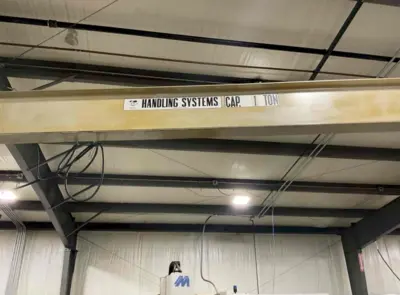 HANDLING SYSTEMS CAP. 1 TON
M